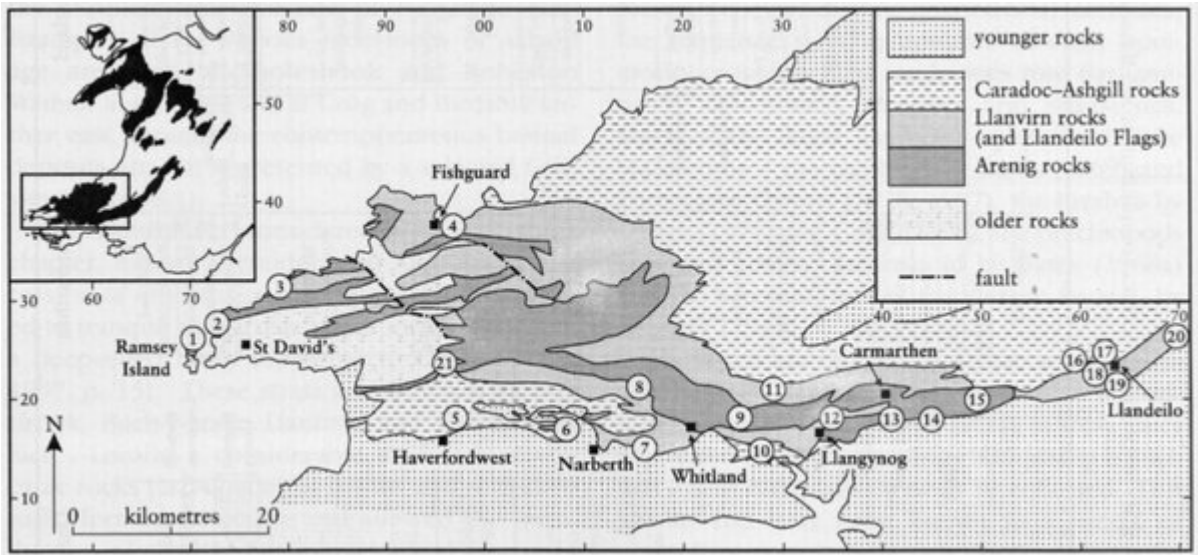 80
90
00
10
20
30
50
40
30
60
70
younger rocks
Caradoc–Ashgill rocks
Llanvirn rocks
(and Llandeilo Flags)
Arenig rocks
older rocks
fault
40
50
60
70
Fishguard
4
3
2
1
Ramsey
Island
St David's
21
Carmarthen
20
17
16
18
19
Llandeilo
8
11
15
20
5
6
9
12
13
14
7
10
N
Haverfordwest
Narberth
Whitland
Llangynog
10
0
kilometres
20